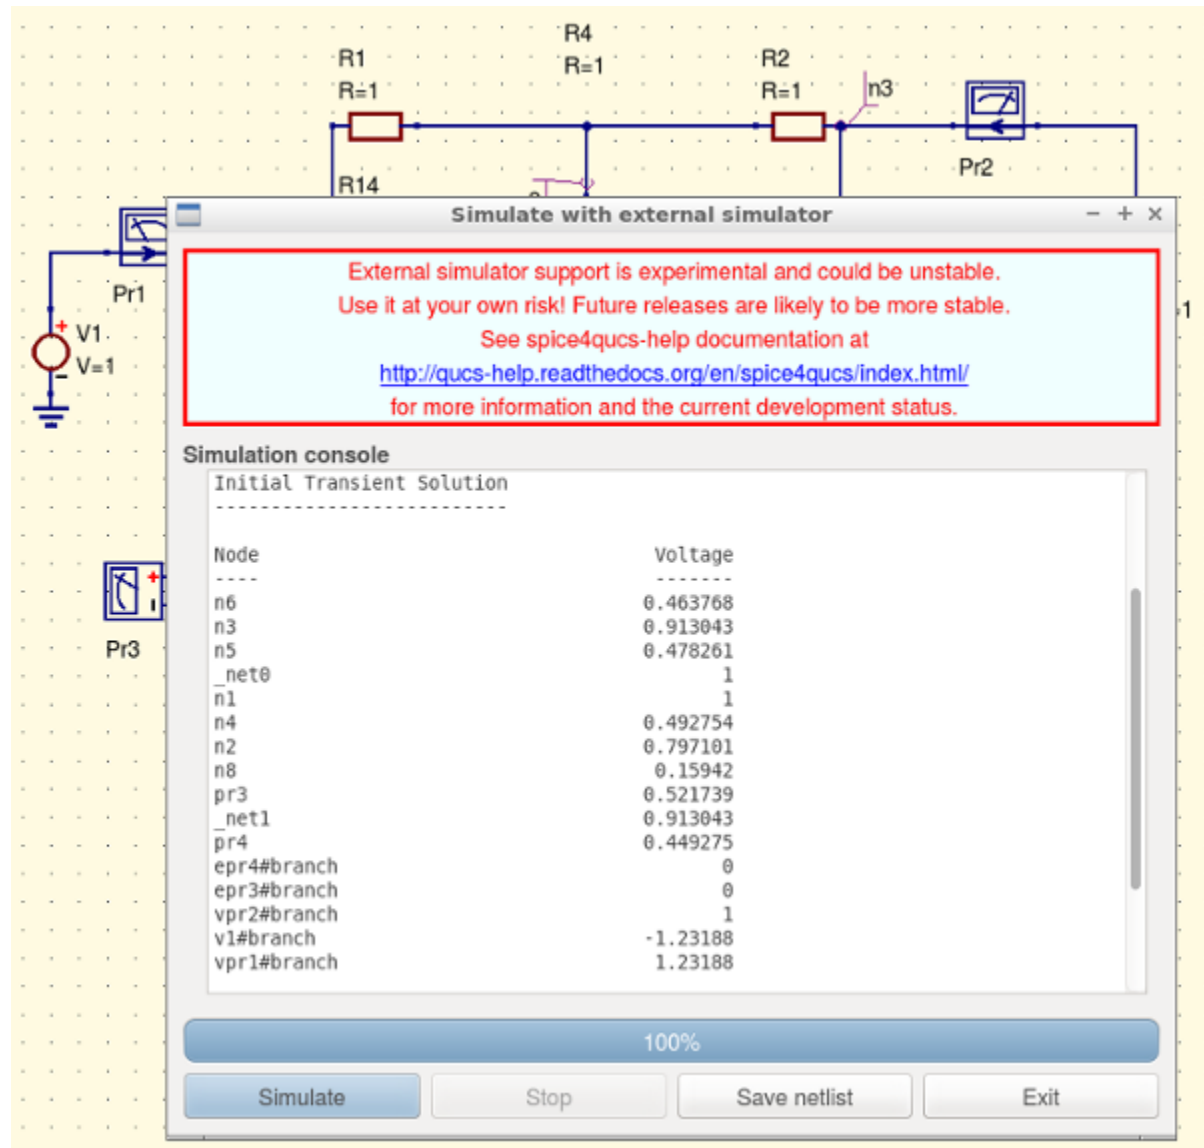 R4
R1
R2
R=1
R=1
R=1
n3
Pr2
R14
Simulate with external simulator
External simulator support is experimental and could be unstable.
Use it at your own risk! Future releases are likely to be more stable.
See spice4qucs-help documentation at
http://qucs-help.readthedocs.org/en/spice4qucs/index.html/
for more information and the current development status.
Pr1
V1
V=1
Simulation console
Initial Transient Solution
--------------------------
Node Voltage
---- -------
n6 0.463768
n3 0.913043
n5 0.478261
_net0 1
n1 1
n4 0.492754
n2 0.797101
n8 0.15942
pr3 0.521739
_net1 0.913043
pr4 0.449275
epr4#branch 0
epr3#branch 0
vpr2#branch 1
v1#branch -1.23188
vpr1#branch 1.23188
Pr3
100%
Simulate Stop Save netlist Exit